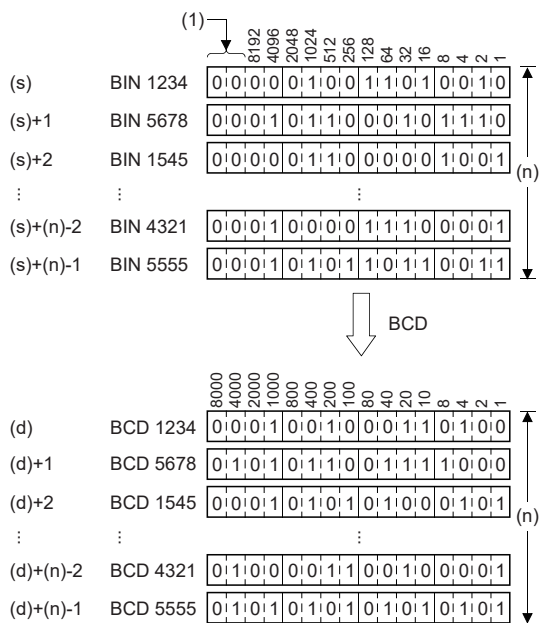 (1)
8192 4096 2048 1024 512 256 128 64 32 16 8 4 2 1
(s) BIN 1234 0 0 0 0 0 1 0 0 1 1 0 1 0 0 1 0
(s)+1 BIN 5678 0 0 0 1 0 1 1 0 0 0 1 0 1 1 1 0
(s)+2 BIN 1545 0 0 0 0 0 1 1 0 0 0 0 0 1 0 0 1
(n)
⋮ ⋮ ⋮
(s)+(n)-2 BIN 4321 0 0 0 1 0 0 0 0 1 1 1 0 0 0 0 1
(s)+(n)-1 BIN 5555 0 0 0 1 0 1 0 1 1 0 1 1 0 0 1 1
BCD
8000 4000 2000 1000 800 400 200 100 80 40 20 10 8 4 2 1
(d) BCD 1234 0 0 0 1 0 0 1 0 0 0 1 1 0 1 0 0
(d)+1 BCD 5678 0 1 0 1 0 1 1 0 0 1 1 1 1 0 0 0
(d)+2 BCD 1545 0 0 0 1 0 1 0 1 0 1 0 0 0 1 0 1
(n)
⋮ ⋮ ⋮
(d)+(n)-2 BCD 4321 0 1 0 0 0 0 1 1 0 0 1 0 0 0 0 1
(d)+(n)-1 BCD 5555 0 1 0 1 0 1 0 1 0 1 0 1 0 1 0 1